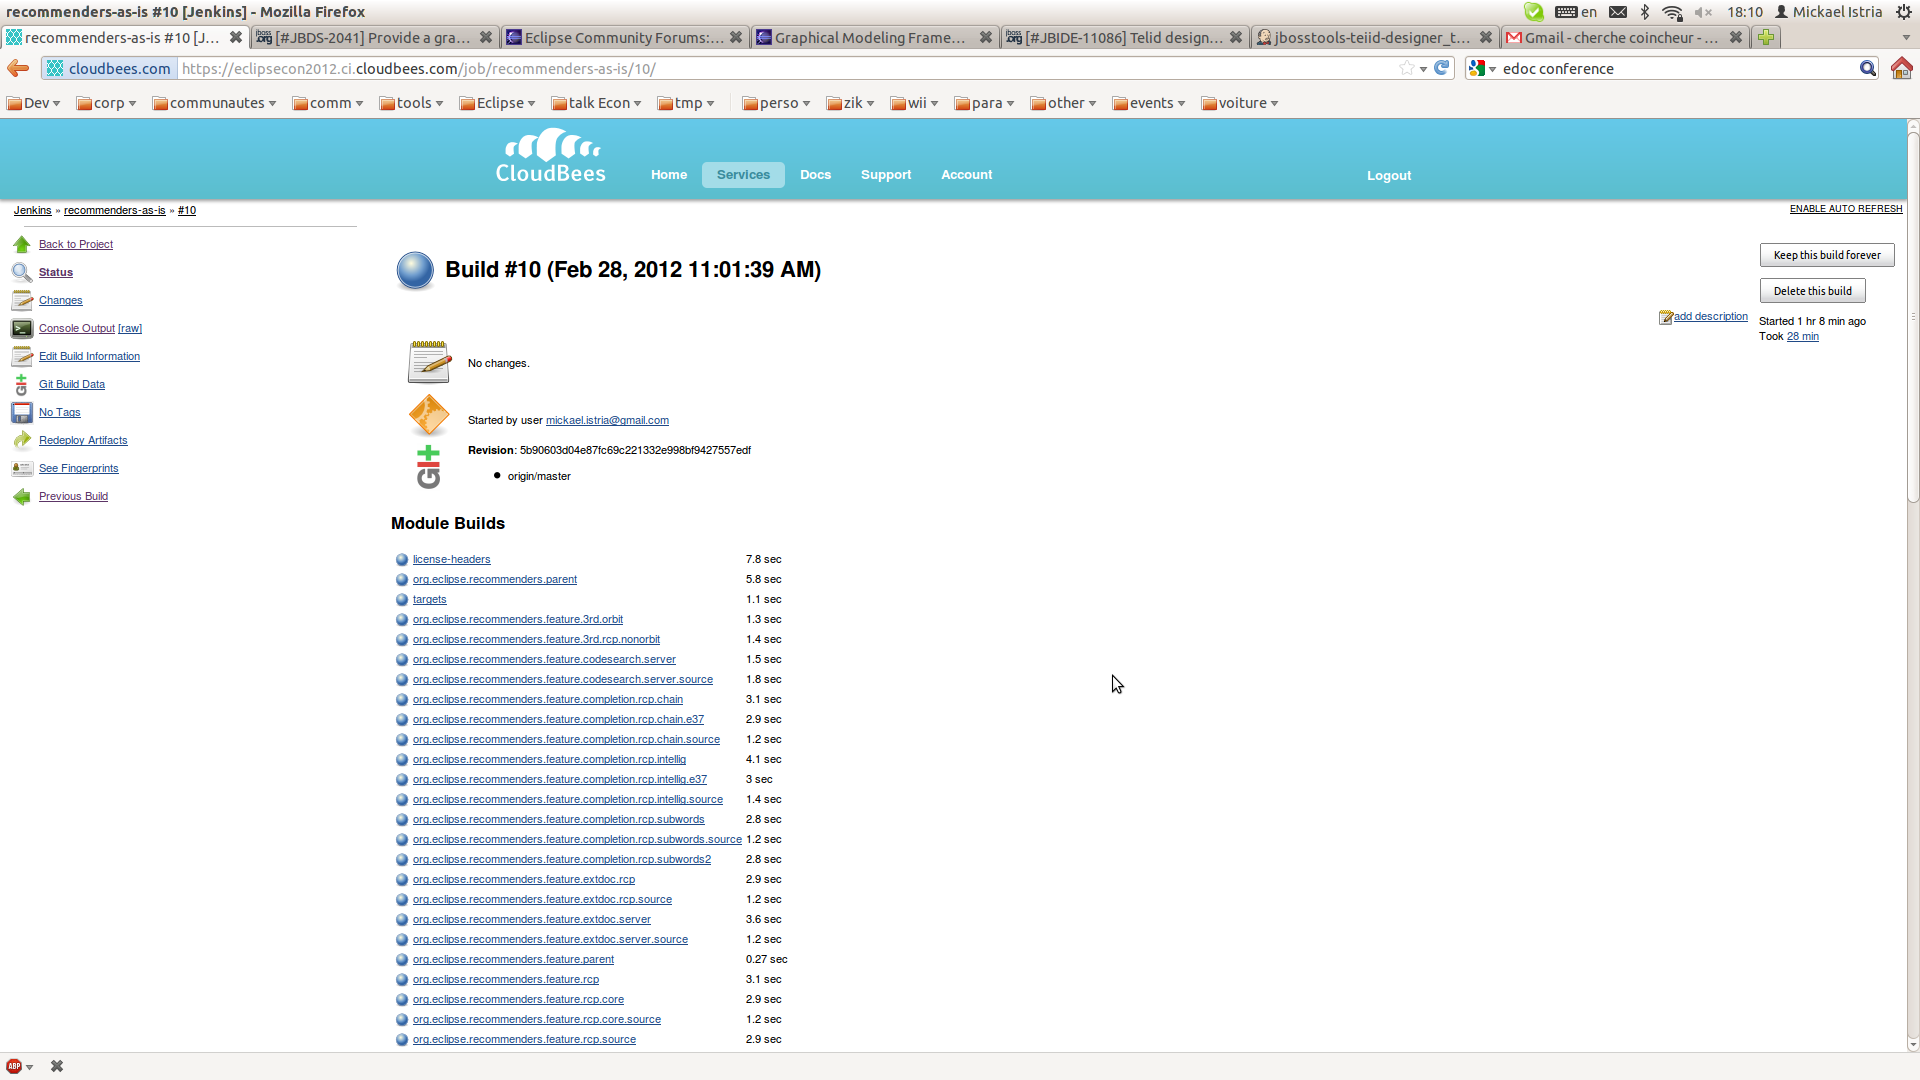 recommenders-as-is #10 [Jenkins] - Mozilla Firefox
en 18:10 Mickael Istria
recommenders-as-is #10 [J... [#JBDS-2041] Provide a gra... Eclipse Community Forums:... Graphical Modeling Frame... [#JBIDE-11086] Telid design... jbosstools-teiid-designer_t... Gmail - cherche coincheur - ...
cloudbees.com https://eclipsecon2012.ci.cloudbees.com/job/recommenders-as-is/10/ edoc conference
Dev corp communautes comm tools Eclipse talk Econ tmp perso zik wii para other events voiture
CloudBees Home Services Docs Support Account Logout
Jenkins » recommenders-as-is » #10
ENABLE AUTO REFRESH
Back to Project
Status
Changes
Console Output [raw]
Edit Build Information
Git Build Data
No Tags
Redeploy Artifacts
See Fingerprints
Previous Build
Build #10 (Feb 28, 2012 11:01:39 AM)
Keep this build forever
Delete this build
add description
Started 1 hr 8 min ago
Took 28 min
No changes.
Started by user mickael.istria@gmail.com
Git
Revision: 5b90603d04e87fc69c221332e998bf9427557edf
origin/master
Module Builds
license-headers 7.8 sec
org.eclipse.recommenders.parent 5.8 sec
targets 1.1 sec
org.eclipse.recommenders.feature.3rd.orbit 1.3 sec
org.eclipse.recommenders.feature.3rd.rcp.nonorbit 1.4 sec
org.eclipse.recommenders.feature.codesearch.server 1.5 sec
org.eclipse.recommenders.feature.codesearch.server.source 1.8 sec
org.eclipse.recommenders.feature.completion.rcp.chain 3.1 sec
org.eclipse.recommenders.feature.completion.rcp.chain.e37 2.9 sec
org.eclipse.recommenders.feature.completion.rcp.chain.source 1.2 sec
org.eclipse.recommenders.feature.completion.rcp.intellig 4.1 sec
org.eclipse.recommenders.feature.completion.rcp.intellig.e37 3 sec
org.eclipse.recommenders.feature.completion.rcp.intellig.source 1.4 sec
org.eclipse.recommenders.feature.completion.rcp.subwords 2.8 sec
org.eclipse.recommenders.feature.completion.rcp.subwords.source 1.2 sec
org.eclipse.recommenders.feature.completion.rcp.subwords2 2.8 sec
org.eclipse.recommenders.feature.extdoc.rcp 2.9 sec
org.eclipse.recommenders.feature.extdoc.rcp.source 1.2 sec
org.eclipse.recommenders.feature.extdoc.server 3.6 sec
org.eclipse.recommenders.feature.extdoc.server.source 1.2 sec
org.eclipse.recommenders.feature.parent 0.27 sec
org.eclipse.recommenders.feature.rcp 3.1 sec
org.eclipse.recommenders.feature.rcp.core 2.9 sec
org.eclipse.recommenders.feature.rcp.core.source 1.2 sec
org.eclipse.recommenders.feature.rcp.source 2.9 sec
ABP